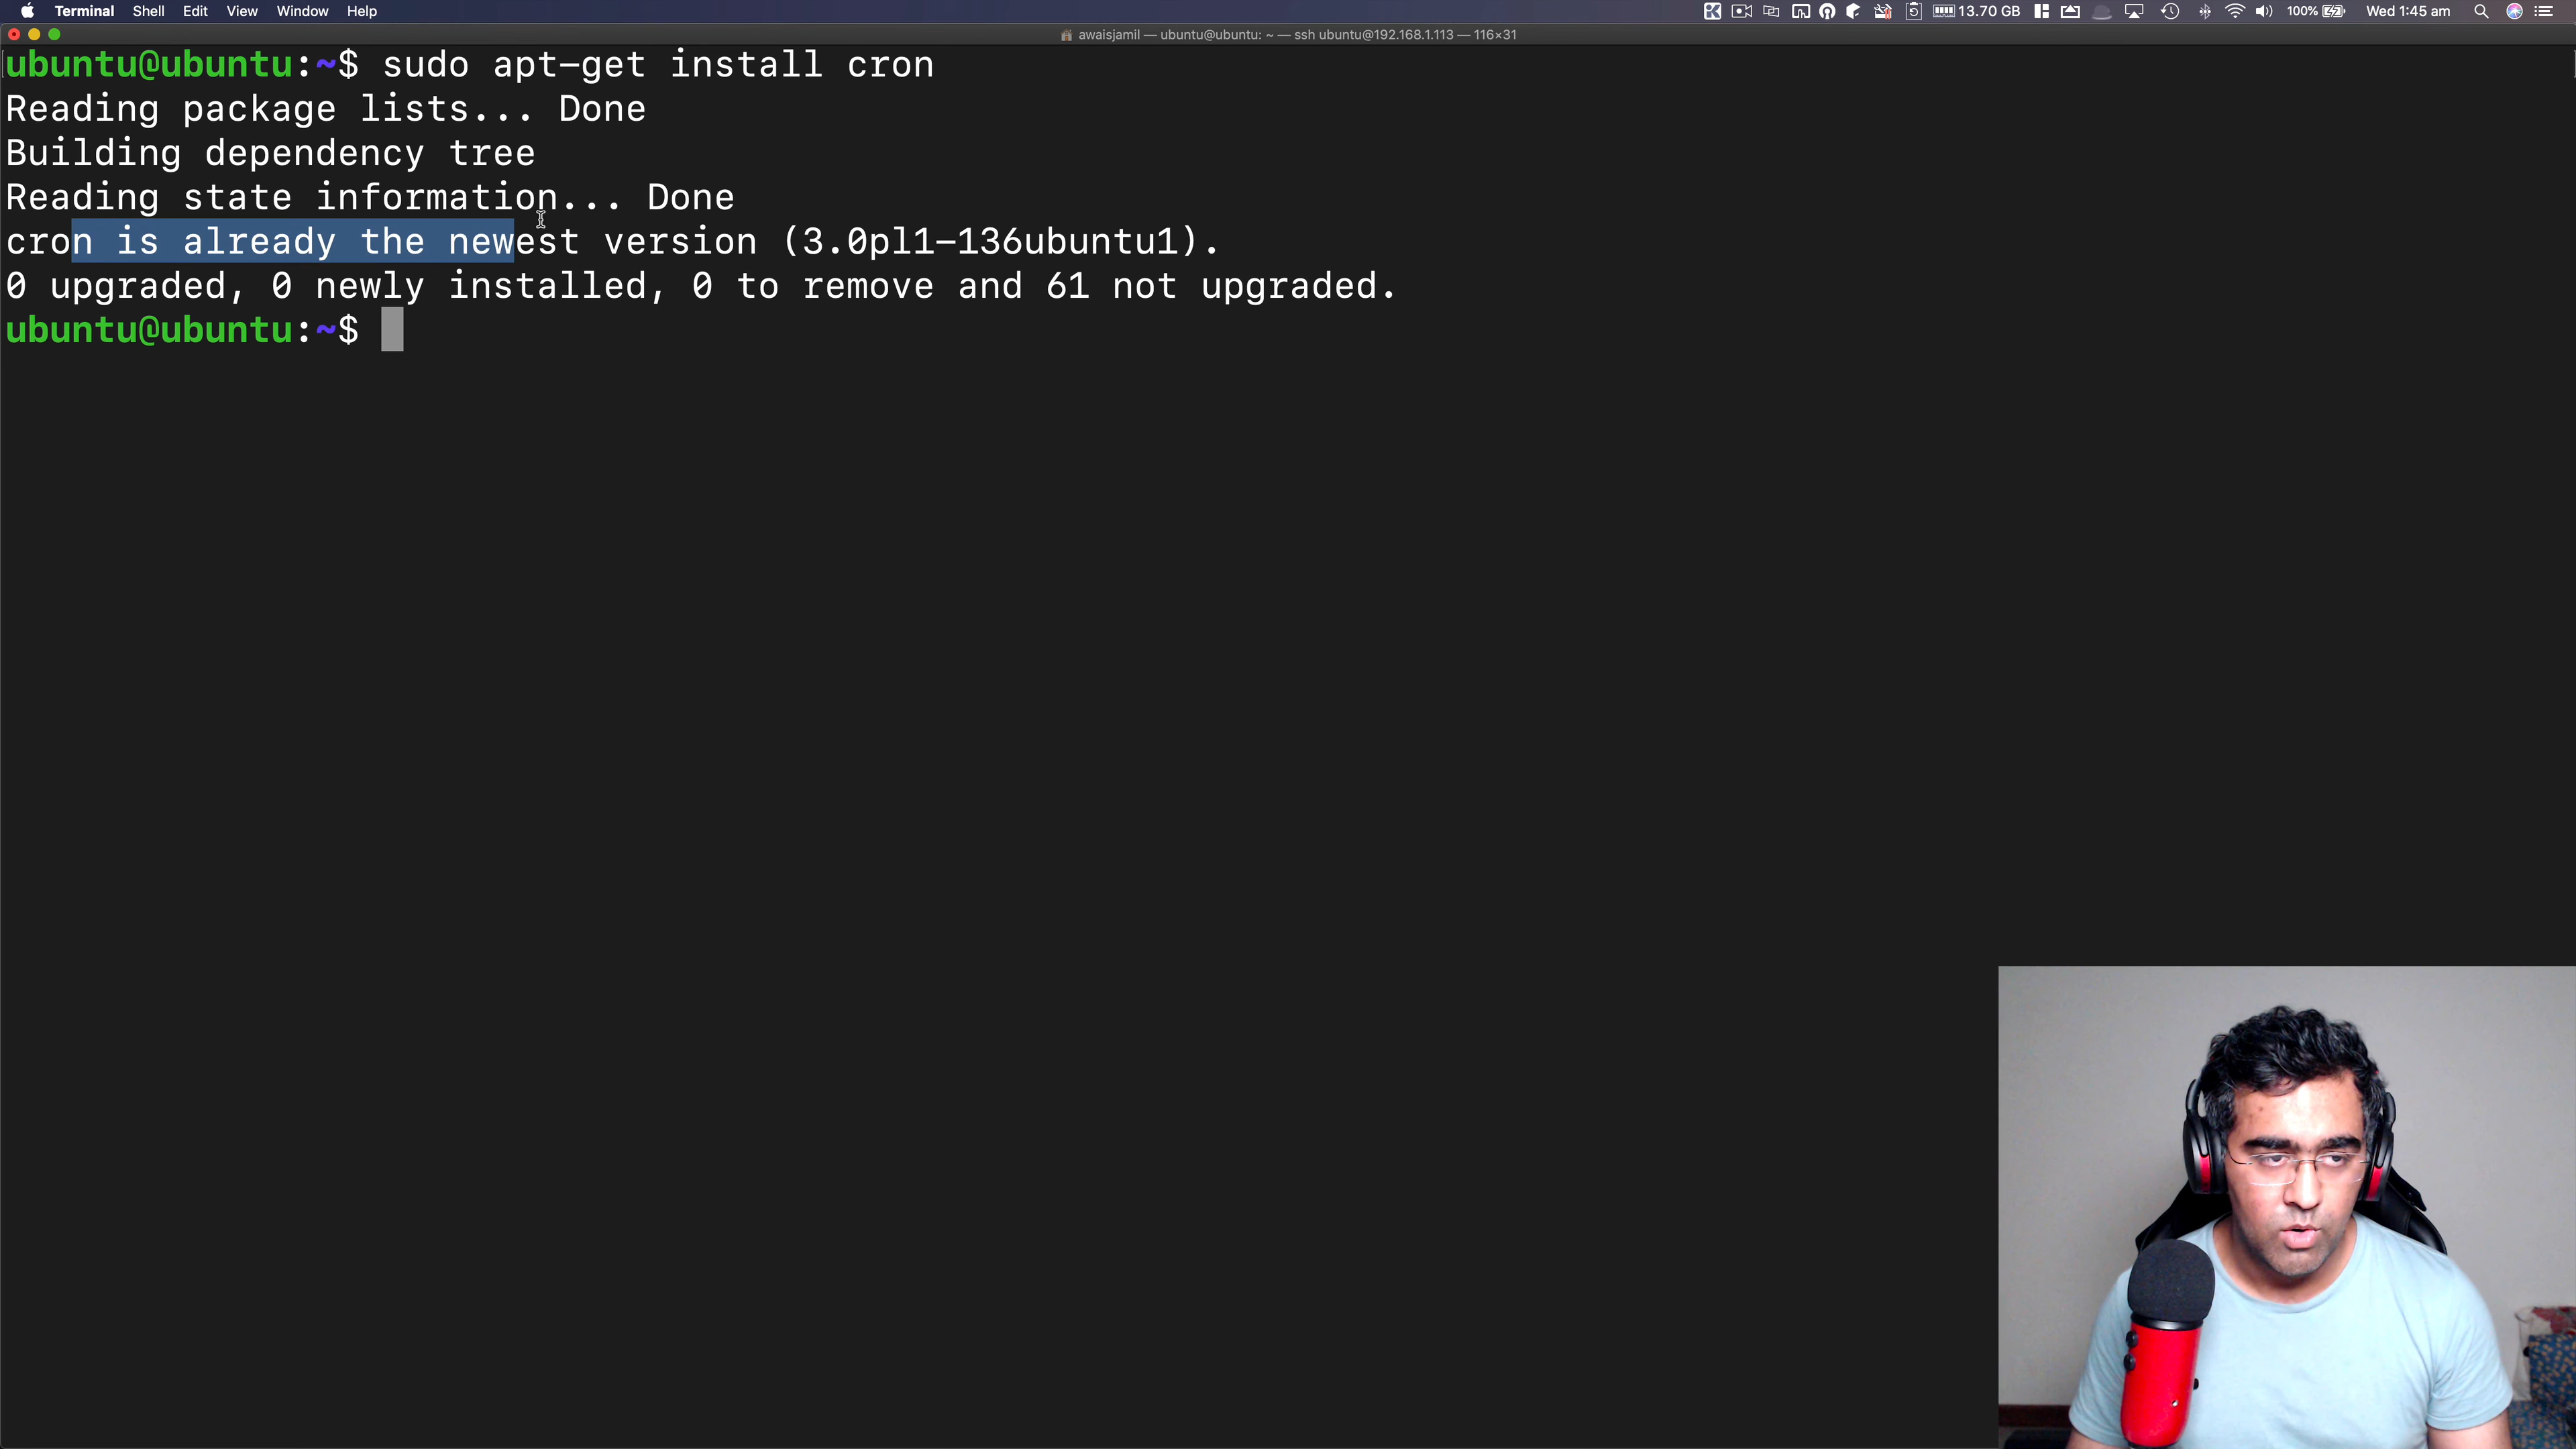 Terminal Shell Edit View Window Help 13.70 GB 100% Wed 1:45 am
awaisjamil — ubuntu@ubuntu: ~ — ssh ubuntu@192.168.1.113 — 116×31
ubuntu@ubuntu:~$ sudo apt-get install cron
Reading package lists... Done
Building dependency tree
Reading state information... Done
cron is already the newest version (3.0pl1-136ubuntu1).
0 upgraded, 0 newly installed, 0 to remove and 61 not upgraded.
ubuntu@ubuntu:~$